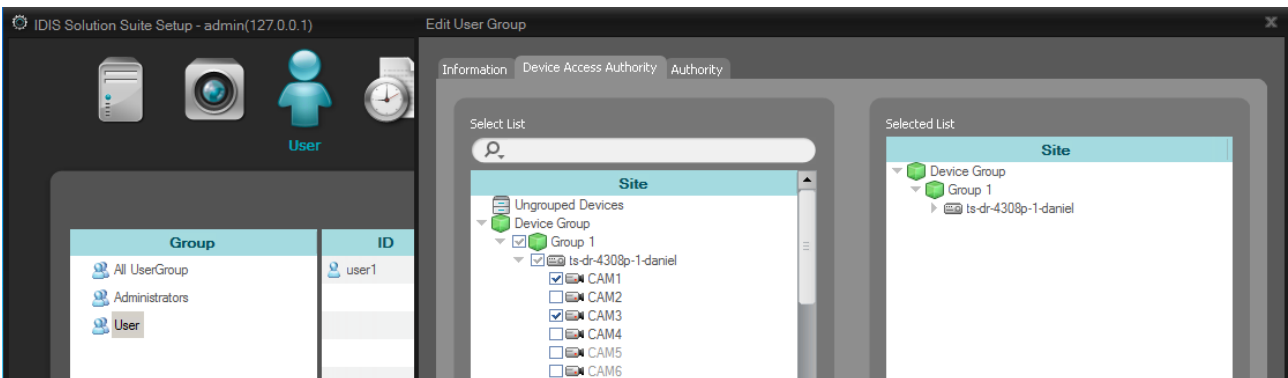 IDIS Solution Suite Setup - admin(127.0.0.1)
User
Group
ID
All UserGroup
user1
Administrators
User
Edit User Group
Information
Device Access Authority
Authority
Select List
Site
Ungrouped Devices
Device Group
Group 1
ts-dr-4308p-1-daniel
CAM1
CAM2
CAM3
CAM4
CAM5
CAM6
Selected List
Site
Device Group
Group 1
ts-dr-4308p-1-daniel